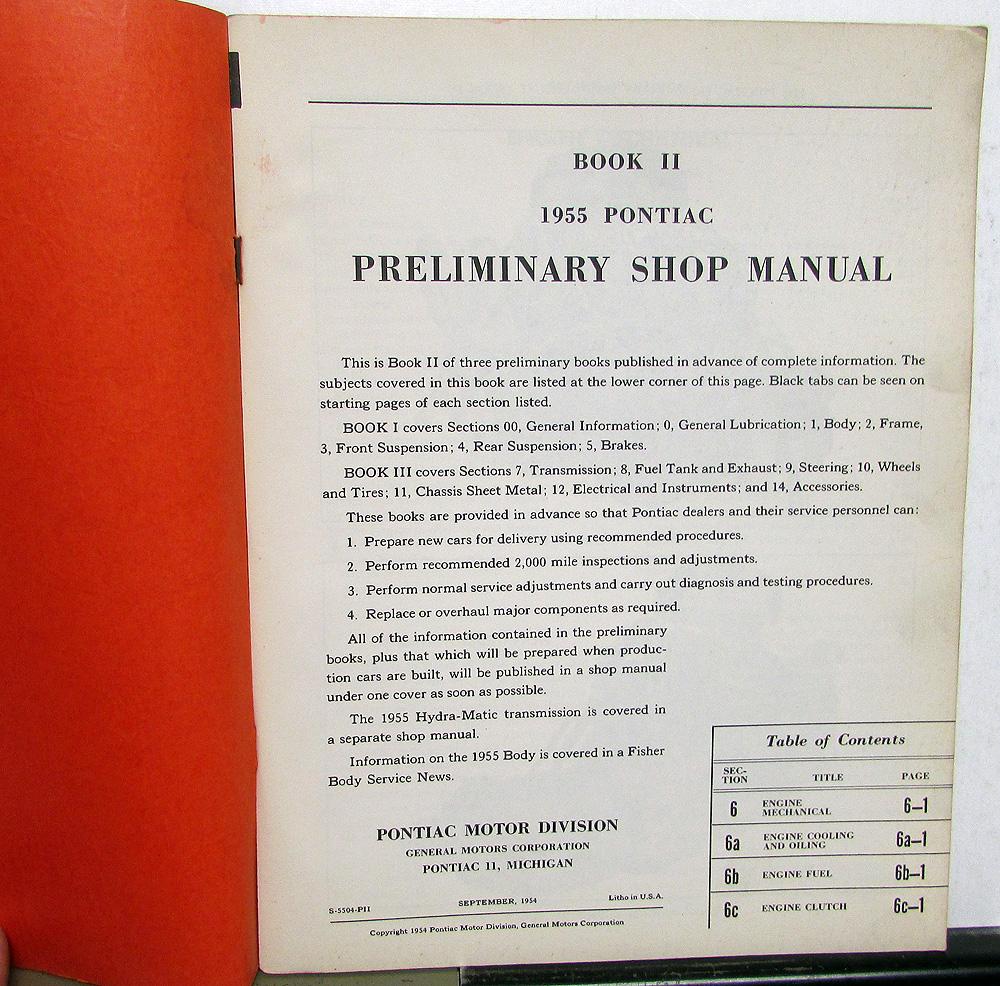 BOOK II
1955 PONTIAC
PRELIMINARY SHOP MANUAL
This is Book II of three preliminary books published in advance of complete information. The
subjects covered in this book are listed at the lower corner of this page. Black tabs can be seen on
starting pages of each section listed.
BOOK I covers Sections 00, General Information; 0, General Lubrication; 1, Body; 2, Frame,
3, Front Suspension; 4, Rear Suspension; 5, Brakes.
BOOK III covers Sections 7, Transmission; 8, Fuel Tank and Exhaust; 9, Steering; 10, Wheels
and Tires; 11, Chassis Sheet Metal; 12, Electrical and Instruments; and 14, Accessories.
These books are provided in advance so that Pontiac dealers and their service personnel can:
1. Prepare new cars for delivery using recommended procedures.
2. Perform recommended 2,000 mile inspections and adjustments.
3. Perform normal service adjustments and carry out diagnosis and testing procedures.
4. Replace or overhaul major components as required.
All of the information contained in the preliminary
books, plus that which will be prepared when produc-
tion cars are built, will be published in a shop manual
under one cover as soon as possible.
The 1955 Hydra-Matic transmission is covered in
a separate shop manual.
Information on the 1955 Body is covered in a Fisher
Body Service News.
PONTIAC MOTOR DIVISION
GENERAL MOTORS CORPORATION
PONTIAC 11, MICHIGAN
S-5504-PII SEPTEMBER, 1954 Litho in U.S.A.
Copyright 1954 Pontiac Motor Division, General Motors Corporation
Table of Contents
SEC-
TION TITLE PAGE
6 ENGINE
MECHANICAL 6—1
6a ENGINE COOLING
AND OILING 6a—1
6b ENGINE FUEL 6b—1
6c ENGINE CLUTCH 6c—1